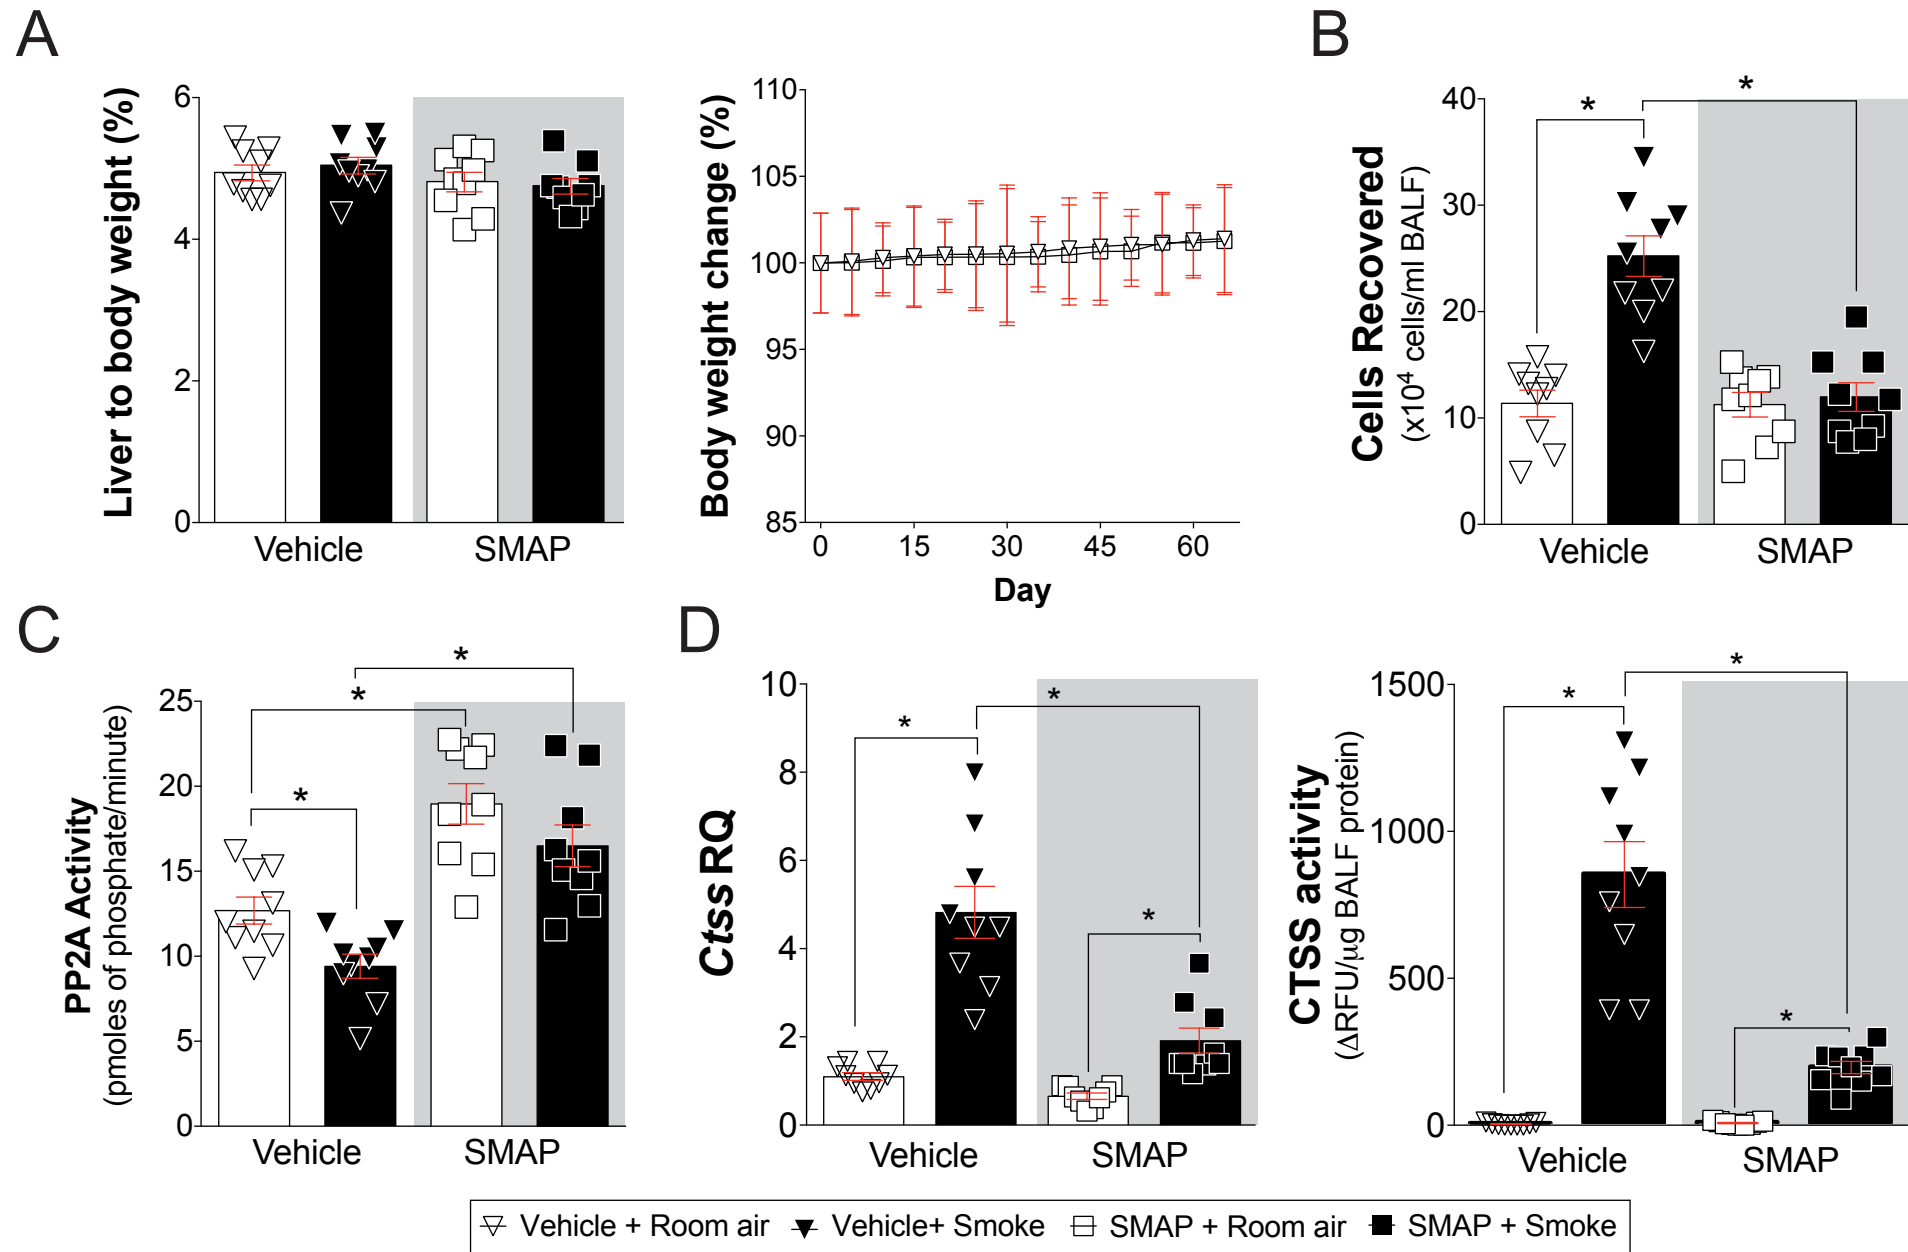 A
Liver to body weight (%)
6
4
2
0
Vehicle SMAP
Body weight change (%)
110
105
100
95
90
85
0 15 30 45 60
Day
B
Cells Recovered
(x10⁴ cells/ml BALF)
40
30
20
10
0
* *
Vehicle SMAP
C
PP2A Activity
(pmoles of phosphate/minute)
25
20
15
10
5
0
* * *
Vehicle SMAP
D
Ctss RQ
10
8
6
4
2
0
* * *
Vehicle SMAP
CTSS activity
(ΔRFU/µg BALF protein)
1500
1000
500
0
* * *
Vehicle SMAP
Vehicle + Room air Vehicle+ Smoke SMAP + Room air SMAP + Smoke